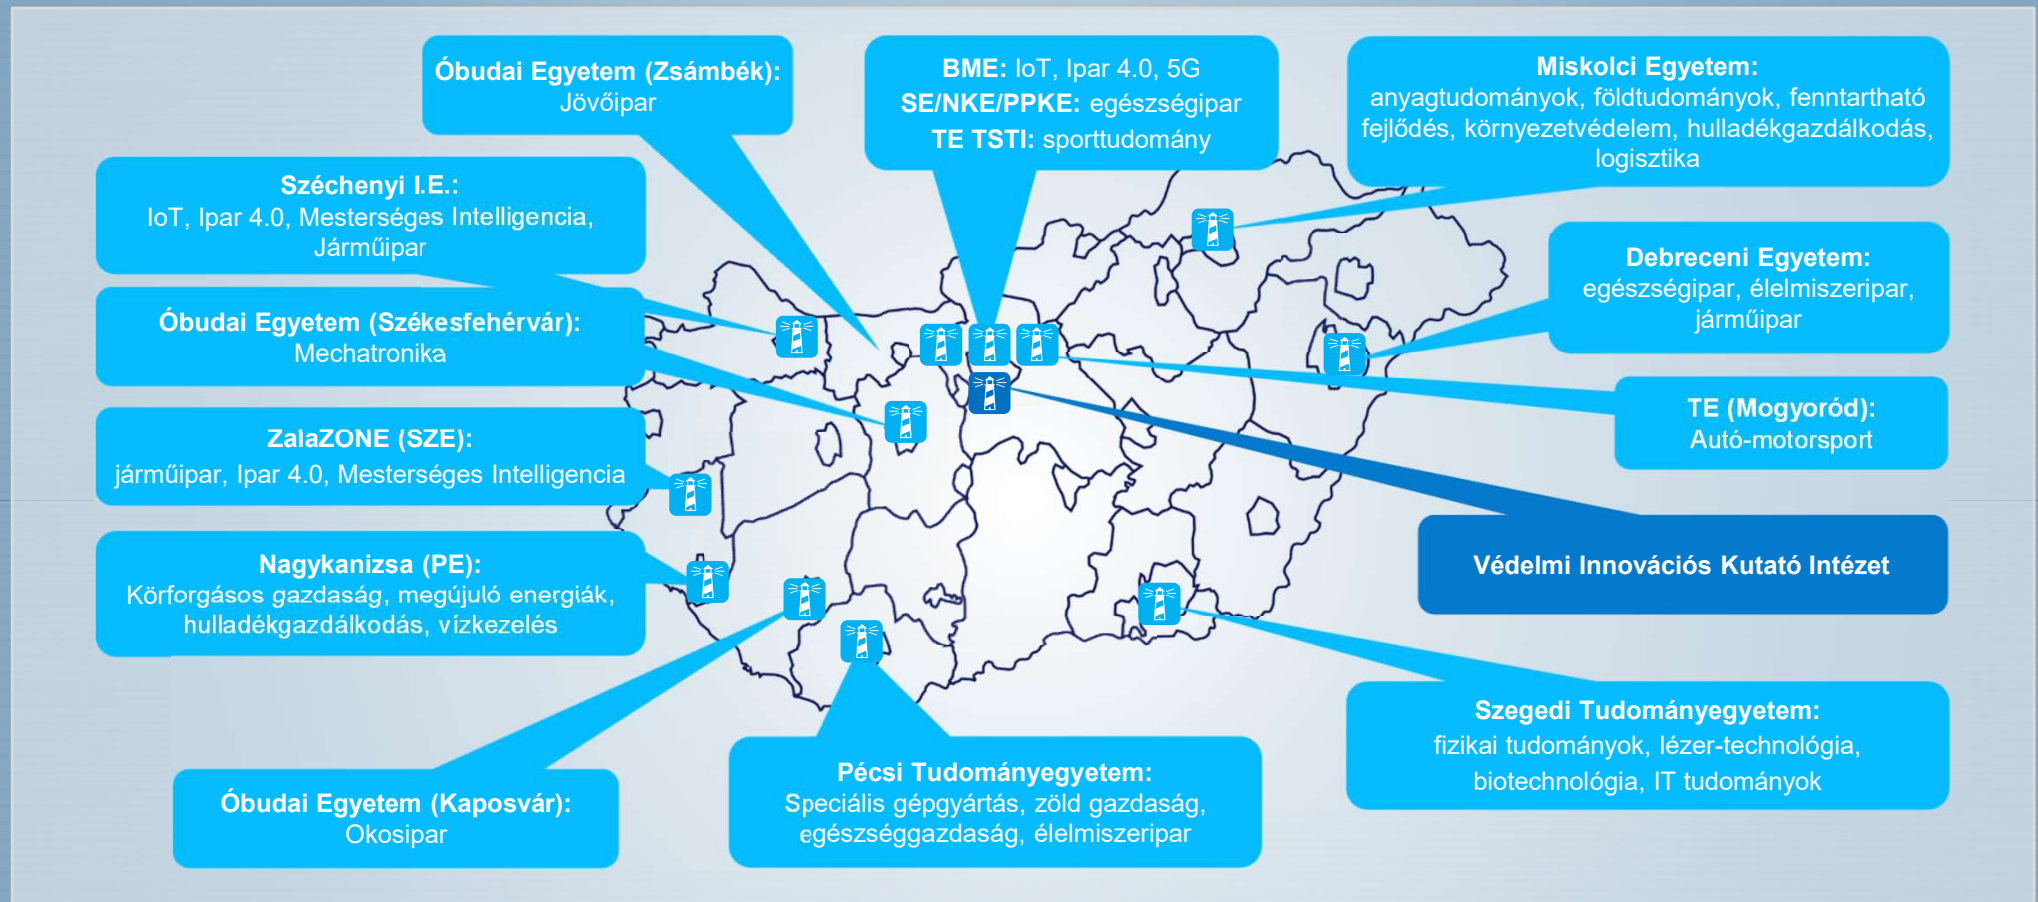 Óbudai Egyetem (Zsámbék):
Jövőipar
BME: IoT, Ipar 4.0, 5G
SE/NKE/PPKE: egészségipar
TE TSTI: sporttudomány
Miskolci Egyetem:
anyagtudományok, földtudományok, fenntartható
fejlődés, környezetvédelem, hulladékgazdálkodás,
logisztika
Széchenyi I.E.:
IoT, Ipar 4.0, Mesterséges Intelligencia,
Járműipar
Debreceni Egyetem:
egészségipar, élelmiszeripar,
járműipar
Óbudai Egyetem (Székesfehérvár):
Mechatronika
TE (Mogyoród):
Autó-motorsport
ZalaZONE (SZE):
járműipar, Ipar 4.0, Mesterséges Intelligencia
Védelmi Innovációs Kutató Intézet
Nagykanizsa (PE):
Körforgásos gazdaság, megújuló energiák,
hulladékgazdálkodás, vízkezelés
Szegedi Tudományegyetem:
fizikai tudományok, lézer-technológia,
biotechnológia, IT tudományok
Óbudai Egyetem (Kaposvár):
Okosipar
Pécsi Tudományegyetem:
Speciális gépgyártás, zöld gazdaság,
egészséggazdaság, élelmiszeripar